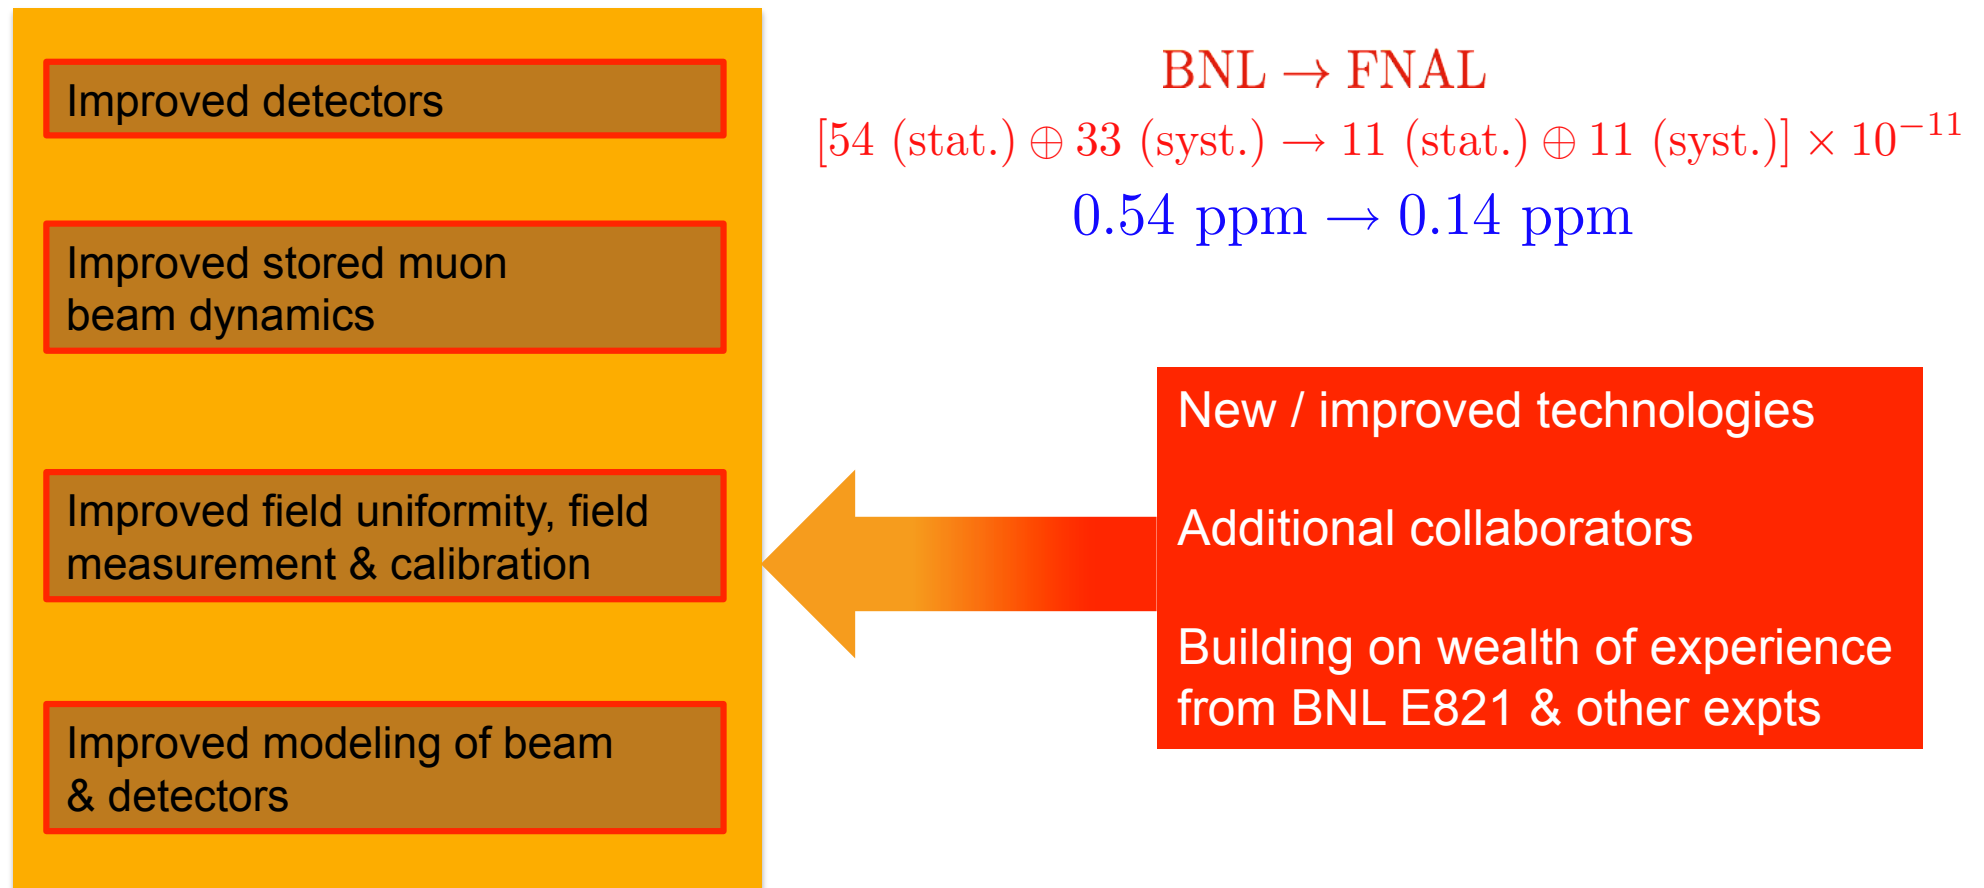 Improved detectors
Improved stored muon
beam dynamics
Improved field uniformity, field
measurement & calibration
Improved modeling of beam
& detectors
BNL → FNAL
[54 (stat.) ⊕ 33 (syst.) → 11 (stat.) ⊕ 11 (syst.)] × 10⁻¹¹
0.54 ppm → 0.14 ppm
New / improved technologies
Additional collaborators
Building on wealth of experience
from BNL E821 & other expts